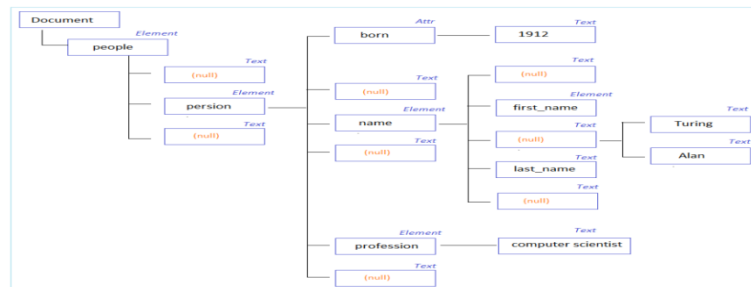 Document
Element
people
Text
(null)
Element
persion
Text
(null)
Attr
born
Text
1912
Text
(null)
Element
name
Text
(null)
Text
(null)
Element
first_name
Text
(null)
Text
last_name
Text
(null)
Text
Turing
Text
Alan
Element
profession
Text
computer scientist
Text
(null)